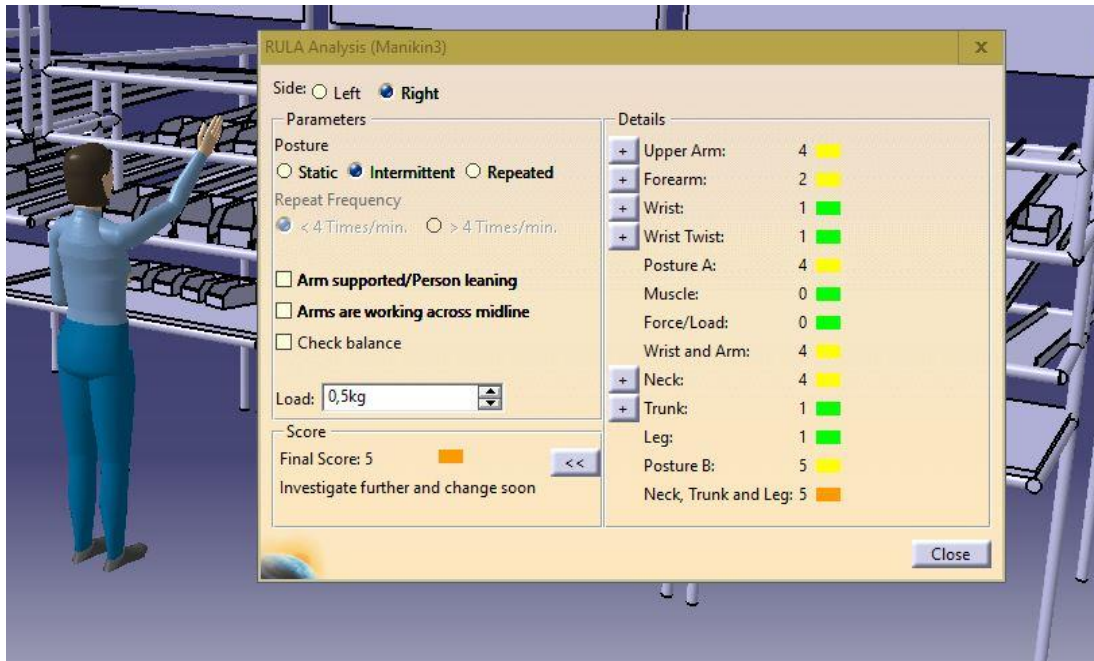 RULA Analysis (Manikin3)
X
Side: Left Right
Parameters
Posture
Static Intermittent Repeated
Repeat Frequency
< 4 Times/min. > 4 Times/min.
Arm supported/Person leaning
Arms are working across midline
Check balance
Load: 0,5kg
Score
Final Score: 5
<<
Investigate further and change soon
Details
+ Upper Arm: 4
+ Forearm: 2
+ Wrist: 1
+ Wrist Twist: 1
Posture A: 4
Muscle: 0
Force/Load: 0
Wrist and Arm: 4
+ Neck: 4
+ Trunk: 1
Leg: 1
Posture B: 5
Neck, Trunk and Leg: 5
Close